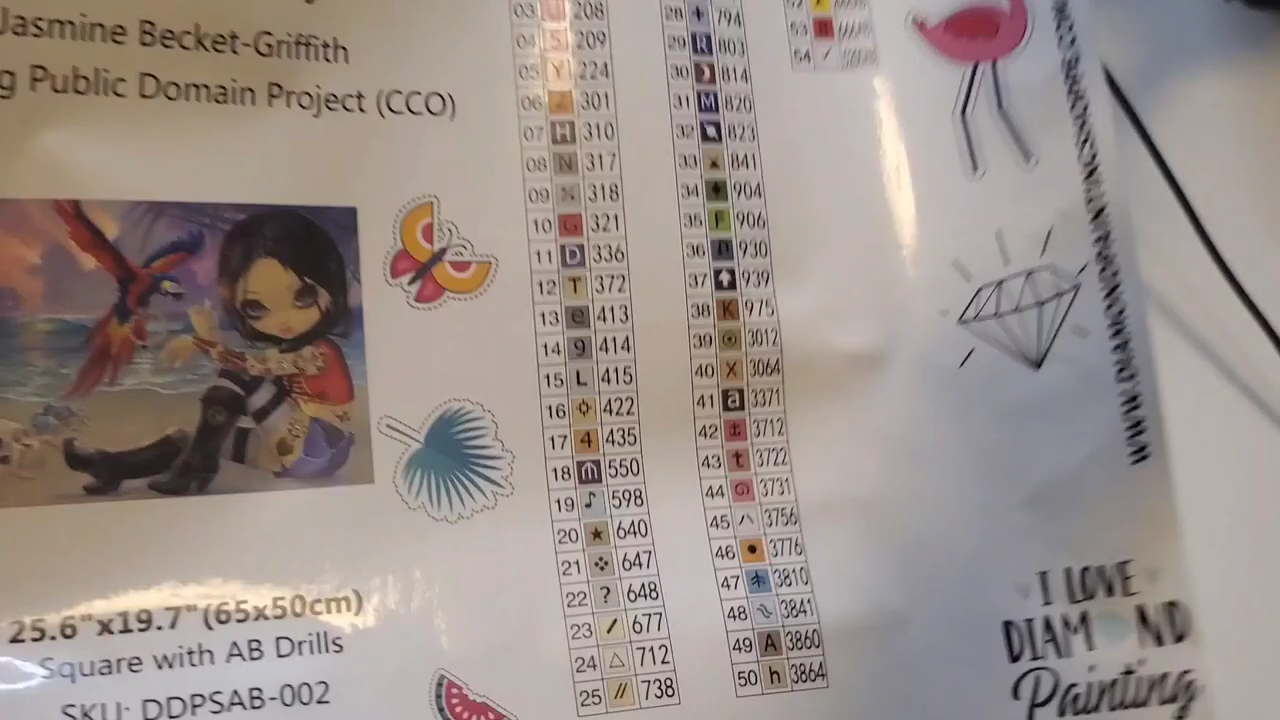 Jasmine Becket-Griffith
g Public Domain Project (CCO)
25.6"x19.7"(65x50cm)
Square with AB Drills
SKU: DDPSAB-002
03 208
04 5 209
05 Y 224
06 301
07 H 310
08 N 317
09 318
10 G 321
11 D 336
12 T 372
13 e 413
14 9 414
15 L 415
16 422
17 4 435
18 550
19 ♪ 598
20 ★ 640
21 647
22 ? 648
23 / 677
24 △ 712
25 // 738
28 794
29 R 803
30 814
31 M 820
32 823
33 841
34 904
35 F 906
36 930
37 939
38 K 975
39 3012
40 X 3064
41 a 3371
42 3712
43 t 3722
44 3731
45 3756
46 ● 3776
47 3810
48 3841
49 A 3860
50 h 3864
53
54 /
I LOVE
DIAM ND
Painting